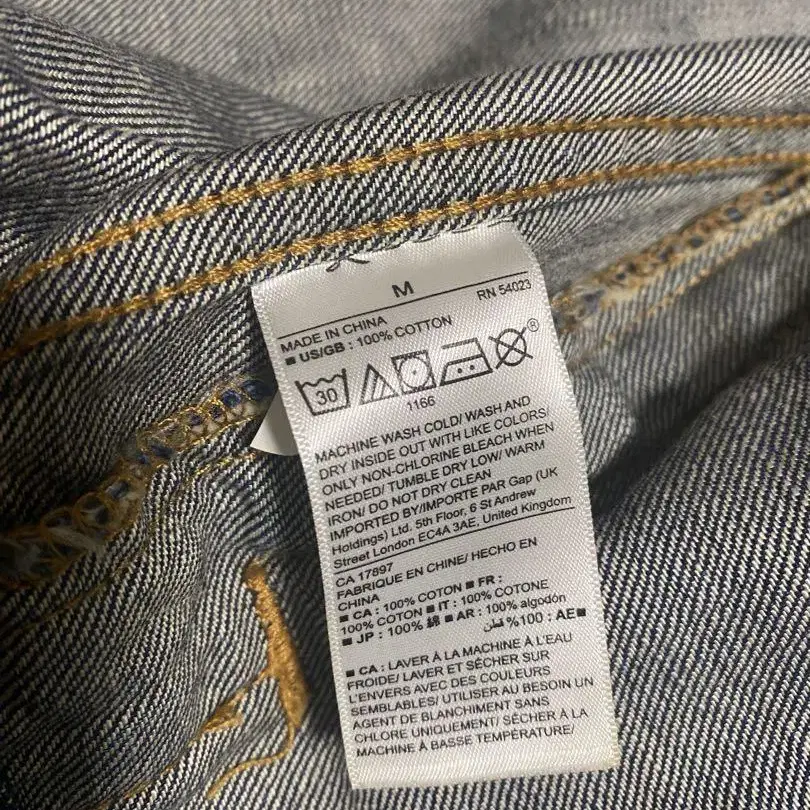 M
RN 54023
MADE IN CHINA
■ US/GB : 100% COTTON
30
®
1166
MACHINE WASH COLD/ WASH AND
DRY INSIDE OUT WITH LIKE COLORS/
ONLY NON-CHLORINE BLEACH WHEN
NEEDED/ TUMBLE DRY LOW/ WARM
IRON/ DO NOT DRY CLEAN
IMPORTED BY/IMPORTE PAR Gap (UK
Holdings) Ltd. 5th Floor, 6 St Andrew
Street London EC4A 3AE, United Kingdom
CA 17897
FABRIQUE EN CHINE/ HECHO EN
CHINA
■ CA : 100% COTON ■ FR :
100% COTON ■ IT : 100% COTONE
■ JP : 100% 綿 ■ AR : 100% algodón
■ AE : 100% قطن
■ CA : LAVER À LA MACHINE À L'EAU
FROIDE/ LAVER ET SÉCHER SUR
L'ENVERS AVEC DES COULEURS
SEMBLABLES/ UTILISER AU BESOIN UN
AGENT DE BLANCHIMENT SANS
CHLORE UNIQUEMENT/ SÉCHER À LA
MACHINE À BASSE TEMPÉRATURE/